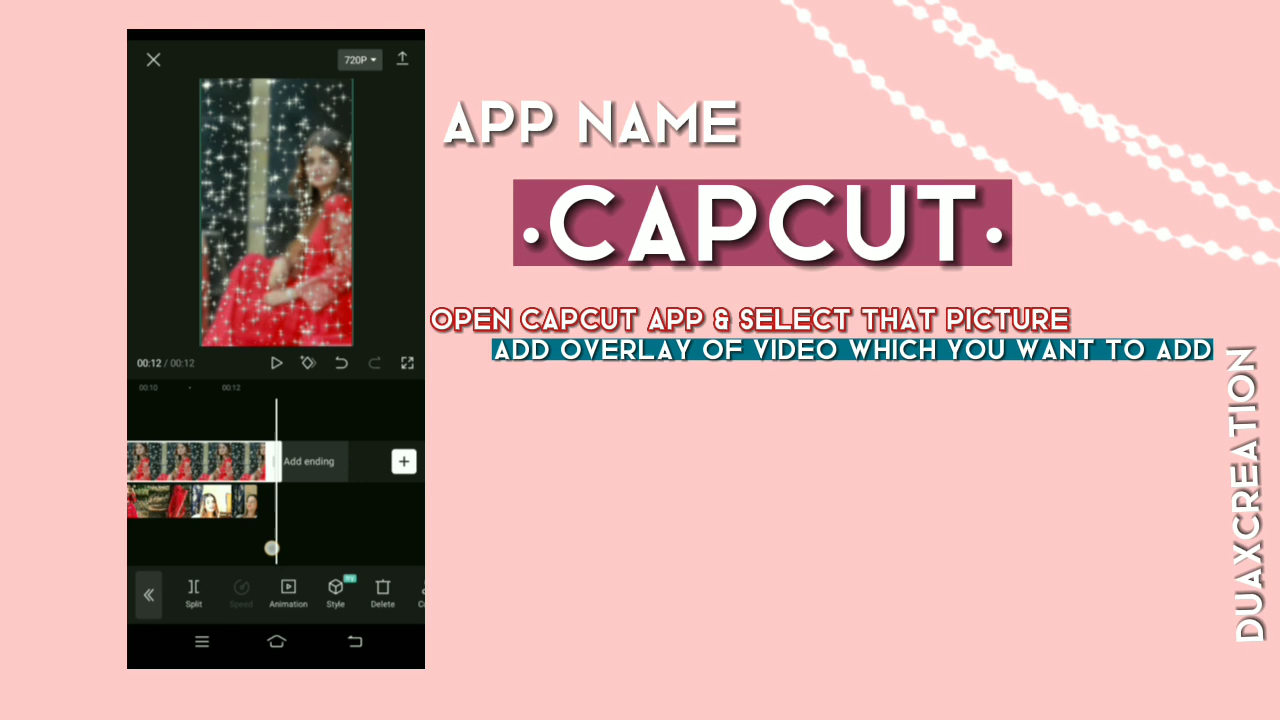 720P
00:12 / 00:12
00:10
00:12
Add ending
Split
Speed
Animation
Style
Delete
APP NAME
•CAPCUT•
OPEN CAPCUT APP & SELECT THAT PICTURE
ADD OVERLAY OF VIDEO WHICH YOU WANT TO ADD
DUAXCREATION